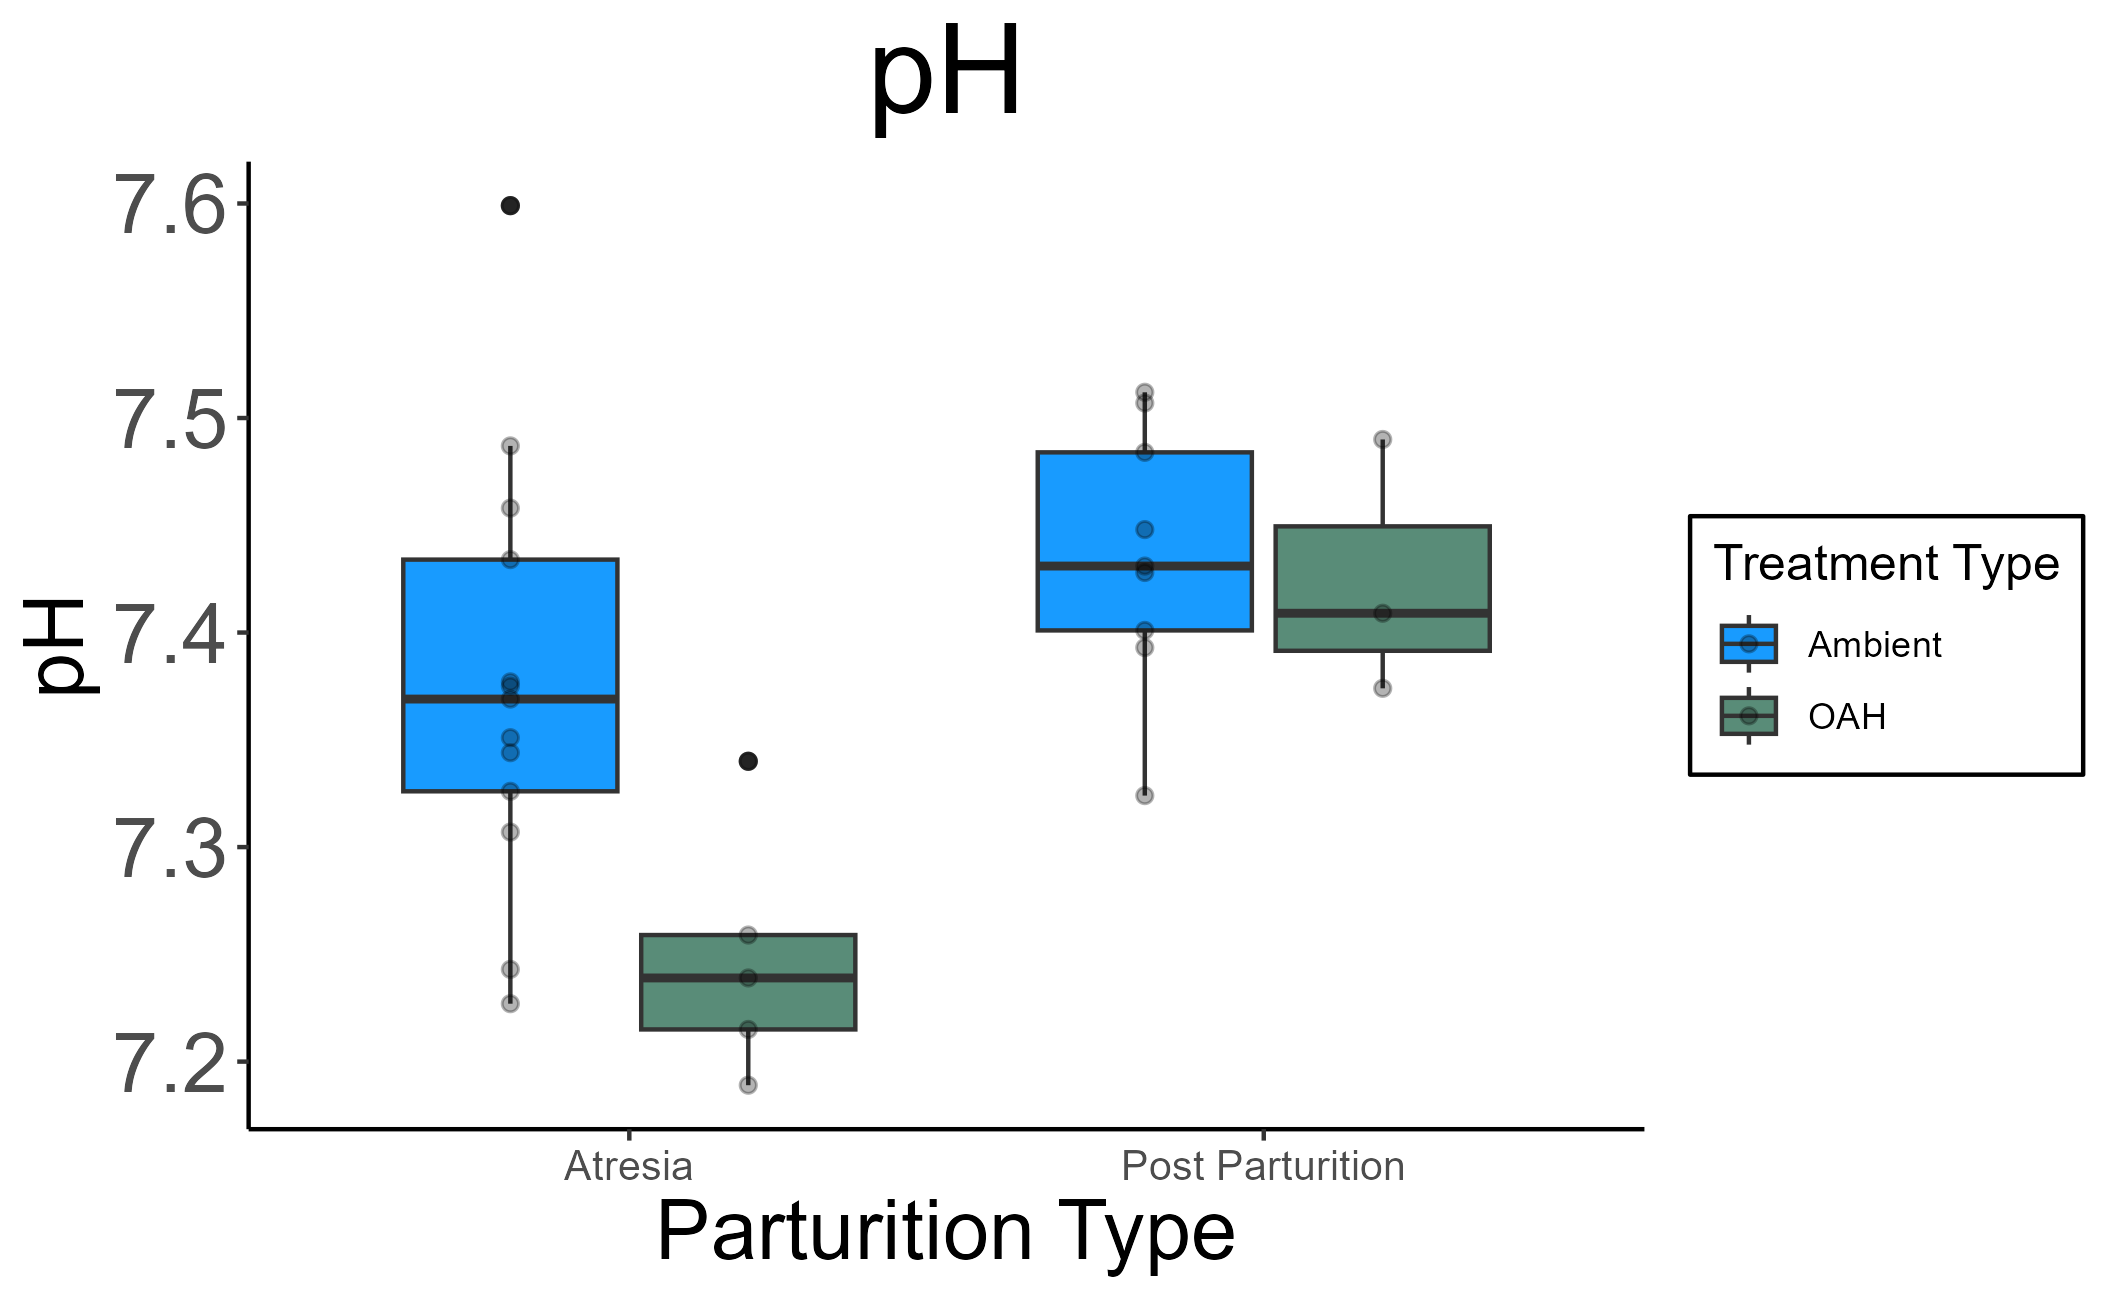 pH
7.6
7.5
7.4
7.3
7.2
pH
Atresia
Post Parturition
Parturition Type
Treatment Type
Ambient
OAH